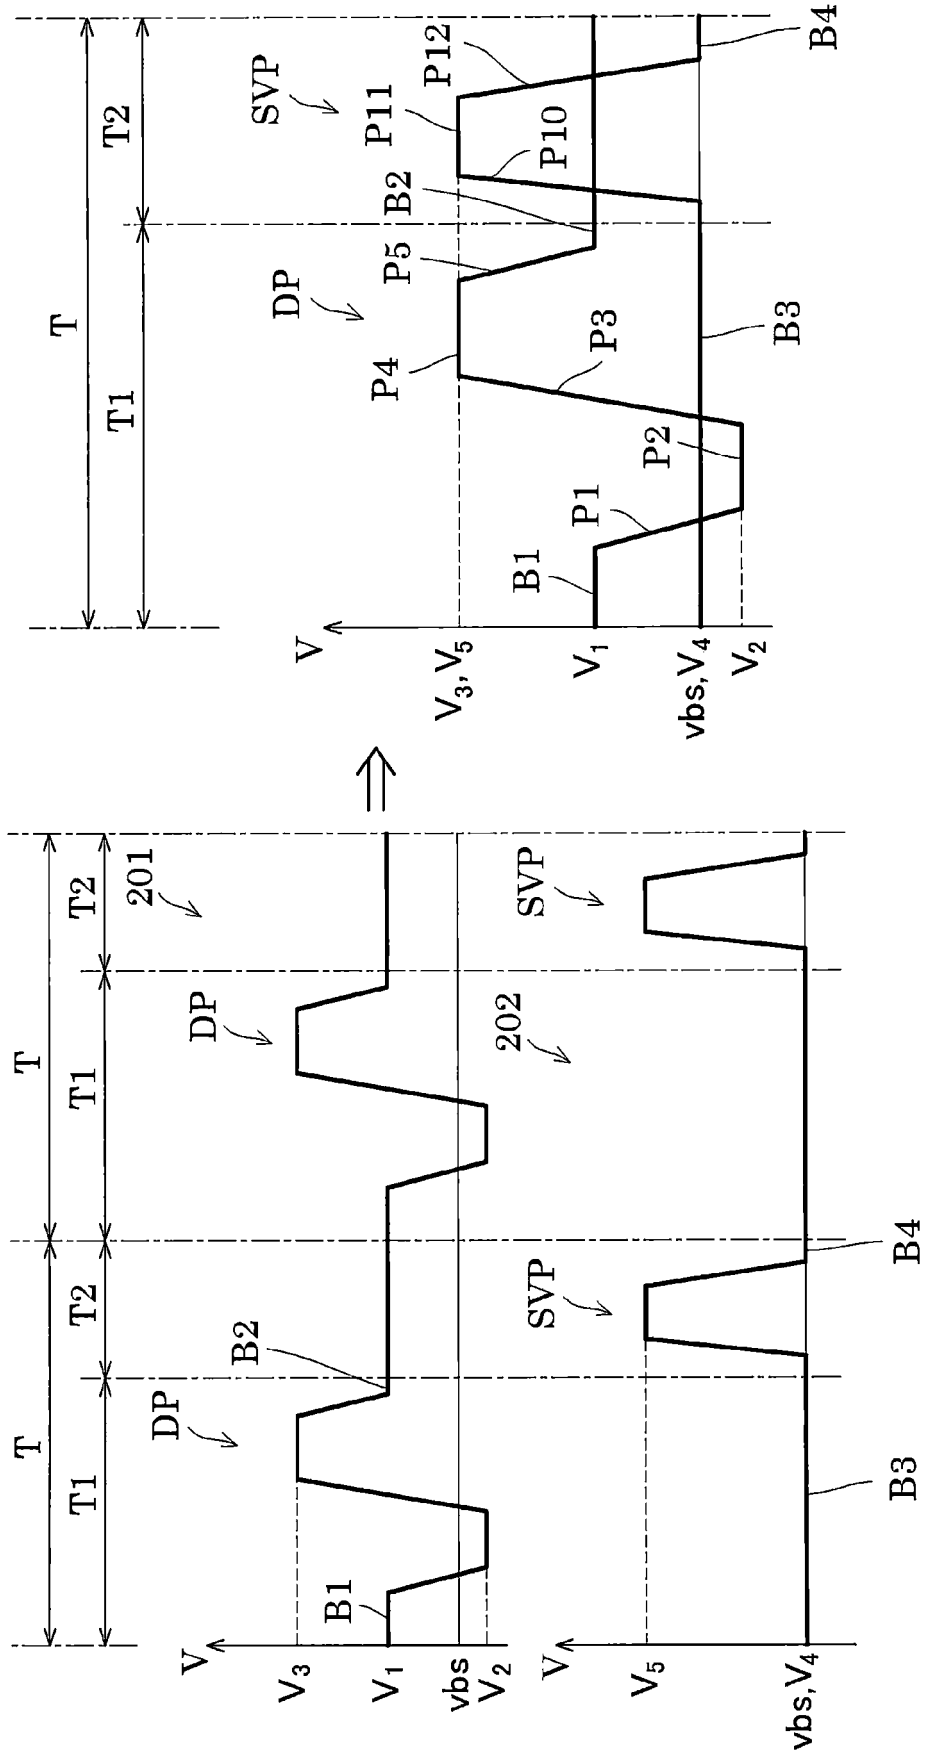 T
T
T1
T2
T1
T2
201
DP
DP
B1
B2
V
V3
V1
vbs
V2
202
SVP
SVP
V
V5
vbs, V4
B3
B4
T
T1
T2
SVP
DP
V
V3, V5
V1
vbs, V4
V2
B1
P1
P2
P3
P4
P5
B2
P10
P11
P12
B3
B4